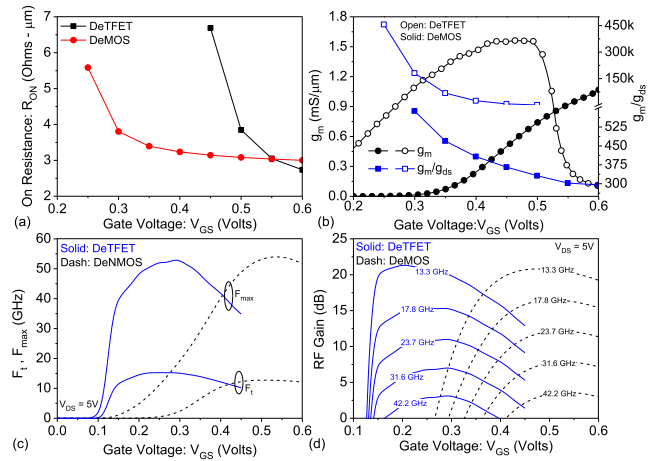 On Resistance: R_ON (Ohms - μm)
7
6
5
4
3
2
DeTFET
DeMOS
0.2
0.3
0.4
0.5
0.6
(a)
Gate Voltage: V_GS (Volts)
g_m (mS/μm)
1.8
1.5
1.2
0.9
0.6
0.3
0.0
Open: DeTFET
Solid: DeMOS
g_m
g_m/g_ds
450k
300k
150k
525
450
375
300
g_m/g_ds
0.2
0.3
0.4
0.5
0.6
(b)
Gate Voltage: V_GS (Volts)
F_t , F_max (GHz)
60
50
40
30
20
10
0
Solid: DeTFET
Dash: DeNMOS
F_max
F_t
V_DS = 5V
0.0
0.1
0.2
0.3
0.4
0.5
0.6
(c)
Gate Voltage: V_GS (Volts)
RF Gain (dB)
25
20
15
10
5
0
Solid: DeTFET
Dash: DeMOS
V_DS = 5V
13.3 GHz
13.3 GHz
17.8 GHz
17.8 GHz
23.7 GHz
23.7 GHz
31.6 GHz
31.6 GHz
42.2 GHz
42.2 GHz
0.1
0.2
0.3
0.4
0.5
0.6
(d)
Gate Voltage: V_GS (Volts)